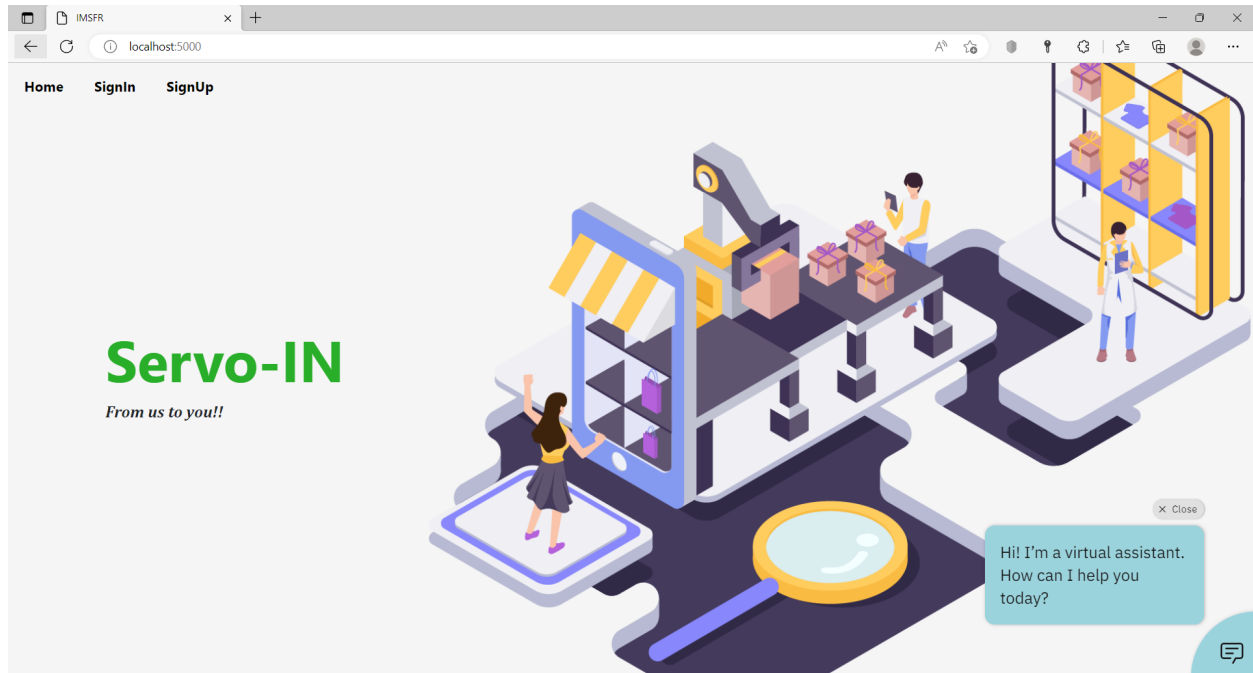 IMSFR
localhost:5000
Home SignIn SignUp
Servo-IN
From us to you!!
Close
Hi! I'm a virtual assistant.
How can I help you
today?